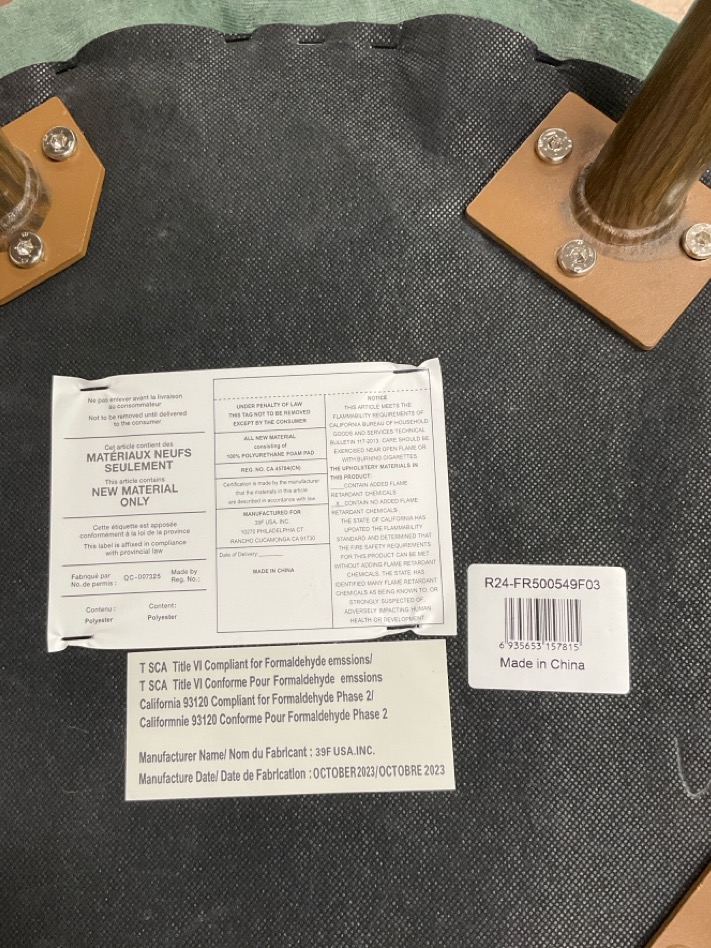 Ne pas enlever avant la livraison
au consommateur
Not to be removed until delivered
to the consumer
Cet article contient des
MATÉRIAUX NEUFS
SEULEMENT
This article contains
NEW MATERIAL
ONLY
Cette étiquette est apposée
conformément à la loi de la province
This label is affixed in compliance
with provincial law
Fabriqué par No. de permis : QC-007325 Made by Reg. No.:
Contenu : Content:
Polyester Polyester
UNDER PENALTY OF LAW
THIS TAG NOT TO BE REMOVED
EXCEPT BY THE CONSUMER
ALL NEW MATERIAL
consisting of
100% POLYURETHANE FOAM PAD
REG. NO. CA-45784(CN)
Certification is made by the manufacturer
that the materials in this article
are described in accordance with law.
MANUFACTURED FOR
39F USA, INC.
10270 PHILADELPHIA CT
RANCHO CUCAMONGA CA 91730
Date of Delivery
MADE IN CHINA
NOTICE
THIS ARTICLE MEETS THE
FLAMMABILITY REQUIREMENTS OF
CALIFORNIA BUREAU OF HOUSEHOLD
GOODS AND SERVICES TECHNICAL
BULLETIN 117-2013. CARE SHOULD BE
EXERCISED NEAR OPEN FLAME OR
WITH BURNING CIGARETTES.
THE UPHOLSTERY MATERIALS IN
THIS PRODUCT:
CONTAIN ADDED FLAME
RETARDANT CHEMICALS
X CONTAIN NO ADDED FLAME
RETARDANT CHEMICALS
THE STATE OF CALIFORNIA HAS
UPDATED THE FLAMMABILITY
STANDARD AND DETERMINED THAT
THE FIRE SAFETY REQUIREMENTS
FOR THIS PRODUCT CAN BE MET
WITHOUT ADDING FLAME RETARDANT
CHEMICALS. THE STATE HAS
IDENTIFIED MANY FLAME RETARDANT
CHEMICALS AS BEING KNOWN TO, OR
STRONGLY SUSPECTED OF,
ADVERSELY IMPACTING HUMAN
HEALTH OR DEVELOPMENT.
R24-FR500549F03
6 935653 157815
Made in China
T SCA Title VI Compliant for Formaldehyde emssions/
T SCA Title VI Conforme Pour Formaldehyde emssions
California 93120 Compliant for Formaldehyde Phase 2/
Californnie 93120 Conforme Pour Formaldehyde Phase 2
Manufacturer Name/ Nom du Fabricant : 39F USA.INC.
Manufacture Date/ Date de Fabrication : OCTOBER2023/OCTOBRE 2023